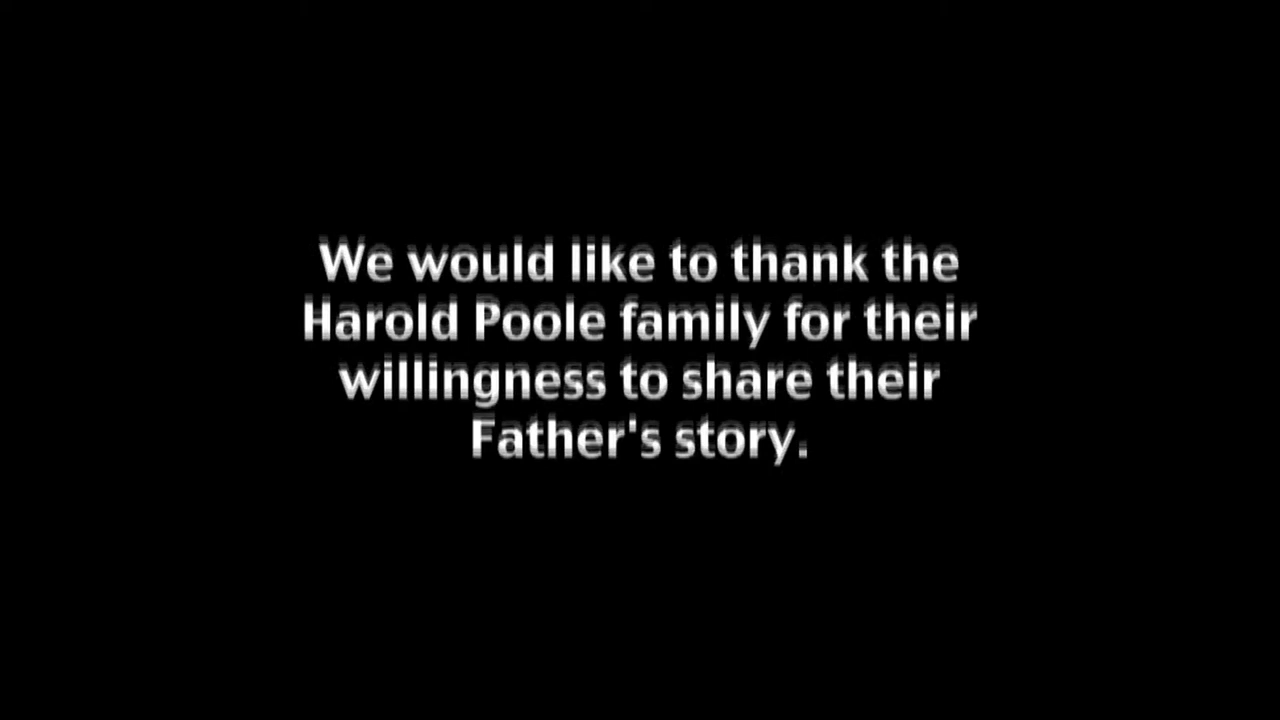 We would like to thank the
Harold Poole family for their
willingness to share their
Father's story.